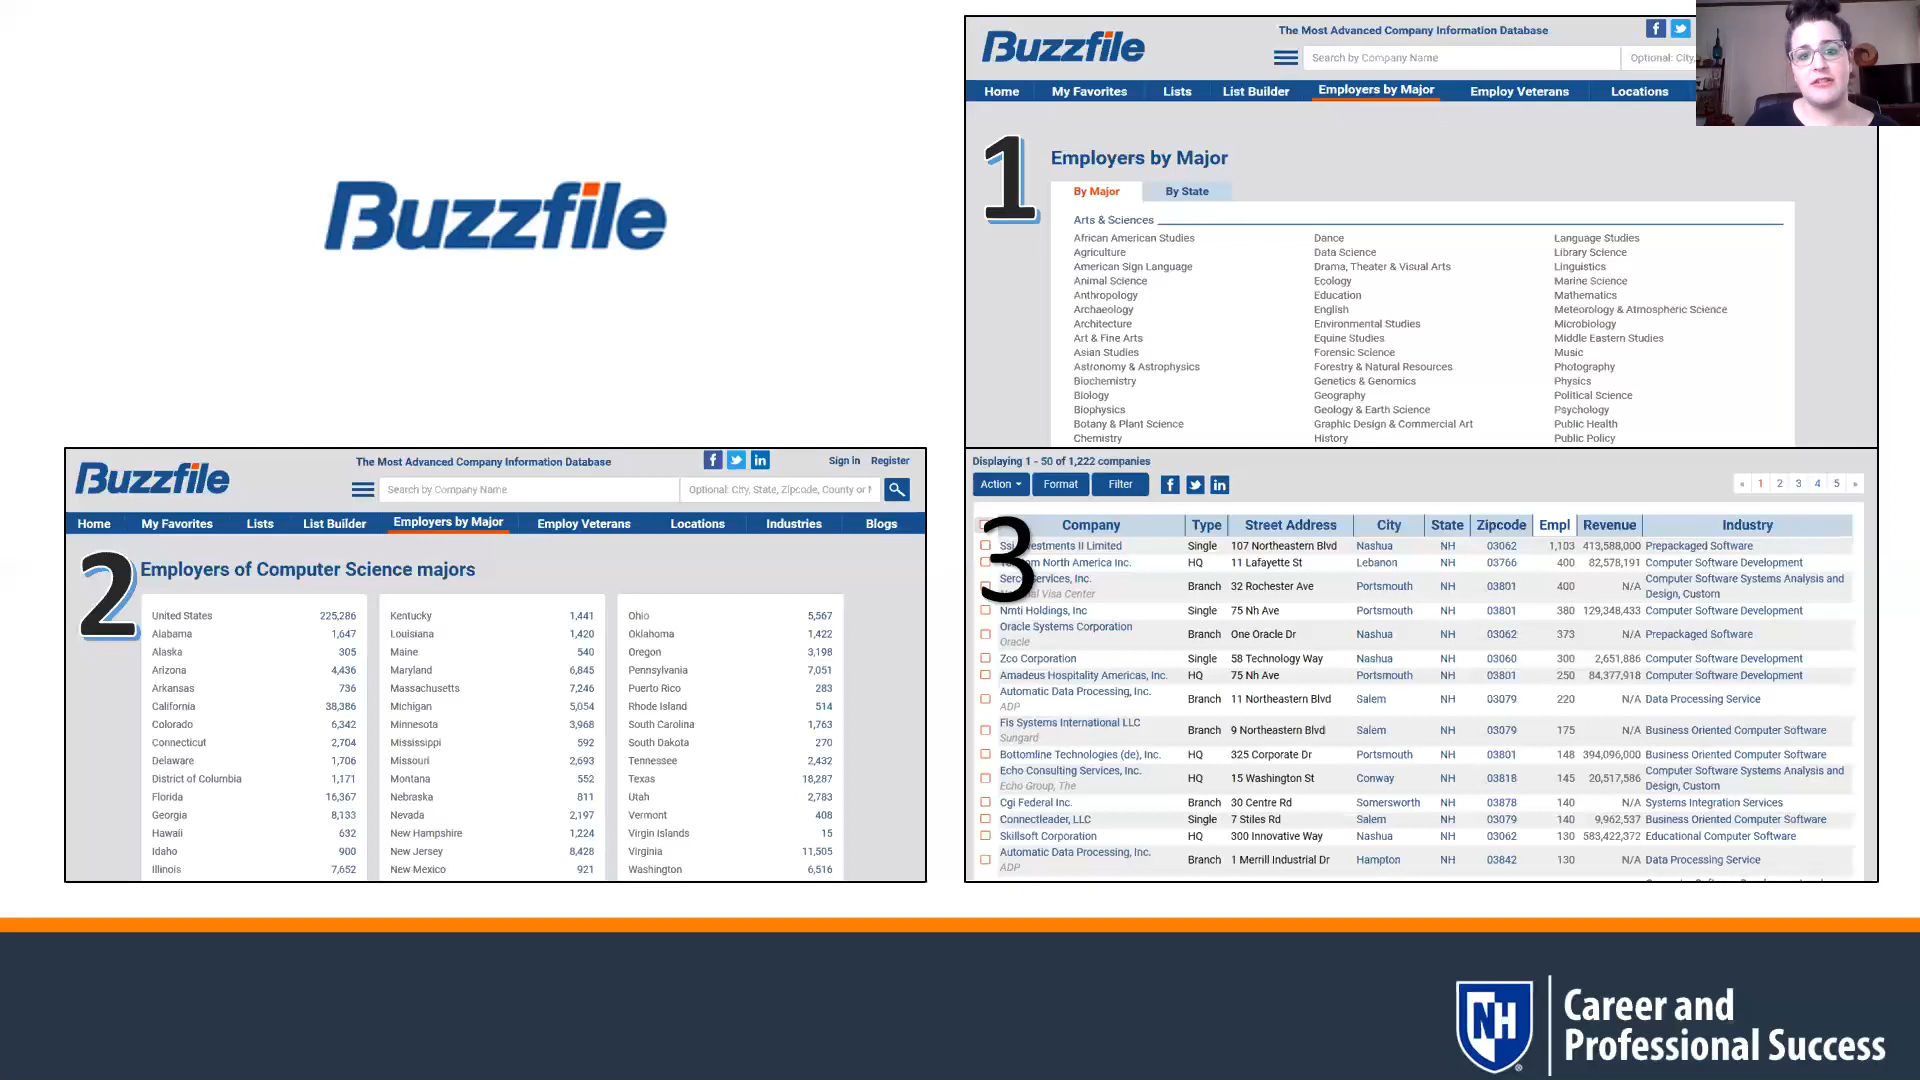 Buzzfile
Buzzfile
The Most Advanced Company Information Database
Search by Company Name
Optional: City,
Home My Favorites Lists List Builder Employers by Major Employ Veterans Locations
1
Employers by Major
By Major By State
Arts & Sciences
African American Studies Dance Language Studies
Agriculture Data Science Library Science
American Sign Language Drama, Theater & Visual Arts Linguistics
Animal Science Ecology Marine Science
Anthropology Education Mathematics
Archaeology English Meteorology & Atmospheric Science
Architecture Environmental Studies Microbiology
Art & Fine Arts Equine Studies Middle Eastern Studies
Asian Studies Forensic Science Music
Astronomy & Astrophysics Forestry & Natural Resources Photography
Biochemistry Genetics & Genomics Physics
Biology Geography Political Science
Biophysics Geology & Earth Science Psychology
Botany & Plant Science Graphic Design & Commercial Art Public Health
Chemistry History Public Policy
Buzzfile
The Most Advanced Company Information Database
Sign in Register
Search by Company Name
Optional: City, State, Zipcode, County or
Home My Favorites Lists List Builder Employers by Major Employ Veterans Locations Industries Blogs
2
Employers of Computer Science majors
United States 225,286 Kentucky 1,441 Ohio 5,567
Alabama 1,647 Louisiana 1,420 Oklahoma 1,422
Alaska 305 Maine 540 Oregon 3,198
Arizona 4,436 Maryland 6,845 Pennsylvania 7,051
Arkansas 736 Massachusetts 7,246 Puerto Rico 283
California 38,386 Michigan 5,054 Rhode Island 514
Colorado 6,342 Minnesota 3,968 South Carolina 1,763
Connecticut 2,704 Mississippi 592 South Dakota 270
Delaware 1,706 Missouri 2,693 Tennessee 2,432
District of Columbia 1,171 Montana 552 Texas 18,287
Florida 16,367 Nebraska 811 Utah 2,783
Georgia 8,133 Nevada 2,197 Vermont 408
Hawaii 632 New Hampshire 1,224 Virgin Islands 15
Idaho 900 New Jersey 8,428 Virginia 11,505
Illinois 7,652 New Mexico 921 Washington 6,516
Displaying 1 - 50 of 1,222 companies
Action Format Filter
« 1 2 3 4 5 »
3
Company Type Street Address City State Zipcode Empl Revenue Industry
Investments II Limited Single 107 Northeastern Blvd Nashua NH 03062 1,103 413,588,000 Prepackaged Software
North America Inc. HQ 11 Lafayette St Lebanon NH 03766 400 82,578,191 Computer Software Development
Serco Services, Inc. Branch 32 Rochester Ave Portsmouth NH 03801 400 N/A Computer Software Systems Analysis and
Visa Center Design, Custom
Nmti Holdings, Inc Single 75 Nh Ave Portsmouth NH 03801 380 129,348,433 Computer Software Development
Oracle Systems Corporation Branch One Oracle Dr Nashua NH 03062 373 N/A Prepackaged Software
Oracle
Zco Corporation Single 58 Technology Way Nashua NH 03060 300 2,651,886 Computer Software Development
Amadeus Hospitality Americas, Inc. HQ 75 Nh Ave Portsmouth NH 03801 250 84,377,918 Computer Software Development
Automatic Data Processing, Inc. Branch 11 Northeastern Blvd Salem NH 03079 220 N/A Data Processing Service
ADP
Fis Systems International LLC Branch 9 Northeastern Blvd Salem NH 03079 175 N/A Business Oriented Computer Software
Sungard
Bottomline Technologies (de), Inc. HQ 325 Corporate Dr Portsmouth NH 03801 148 394,096,000 Business Oriented Computer Software
Echo Consulting Services, Inc. HQ 15 Washington St Conway NH 03818 145 20,517,586 Computer Software Systems Analysis and
Echo Group, The Design, Custom
Cgi Federal Inc. Branch 30 Centre Rd Somersworth NH 03878 140 N/A Systems Integration Services
Connectleader, LLC Single 7 Stiles Rd Salem NH 03079 140 9,962,537 Business Oriented Computer Software
Skillsoft Corporation HQ 300 Innovative Way Nashua NH 03062 130 583,422,372 Educational Computer Software
Automatic Data Processing, Inc. Branch 1 Merrill Industrial Dr Hampton NH 03842 130 N/A Data Processing Service
ADP
NH
Career and
Professional Success